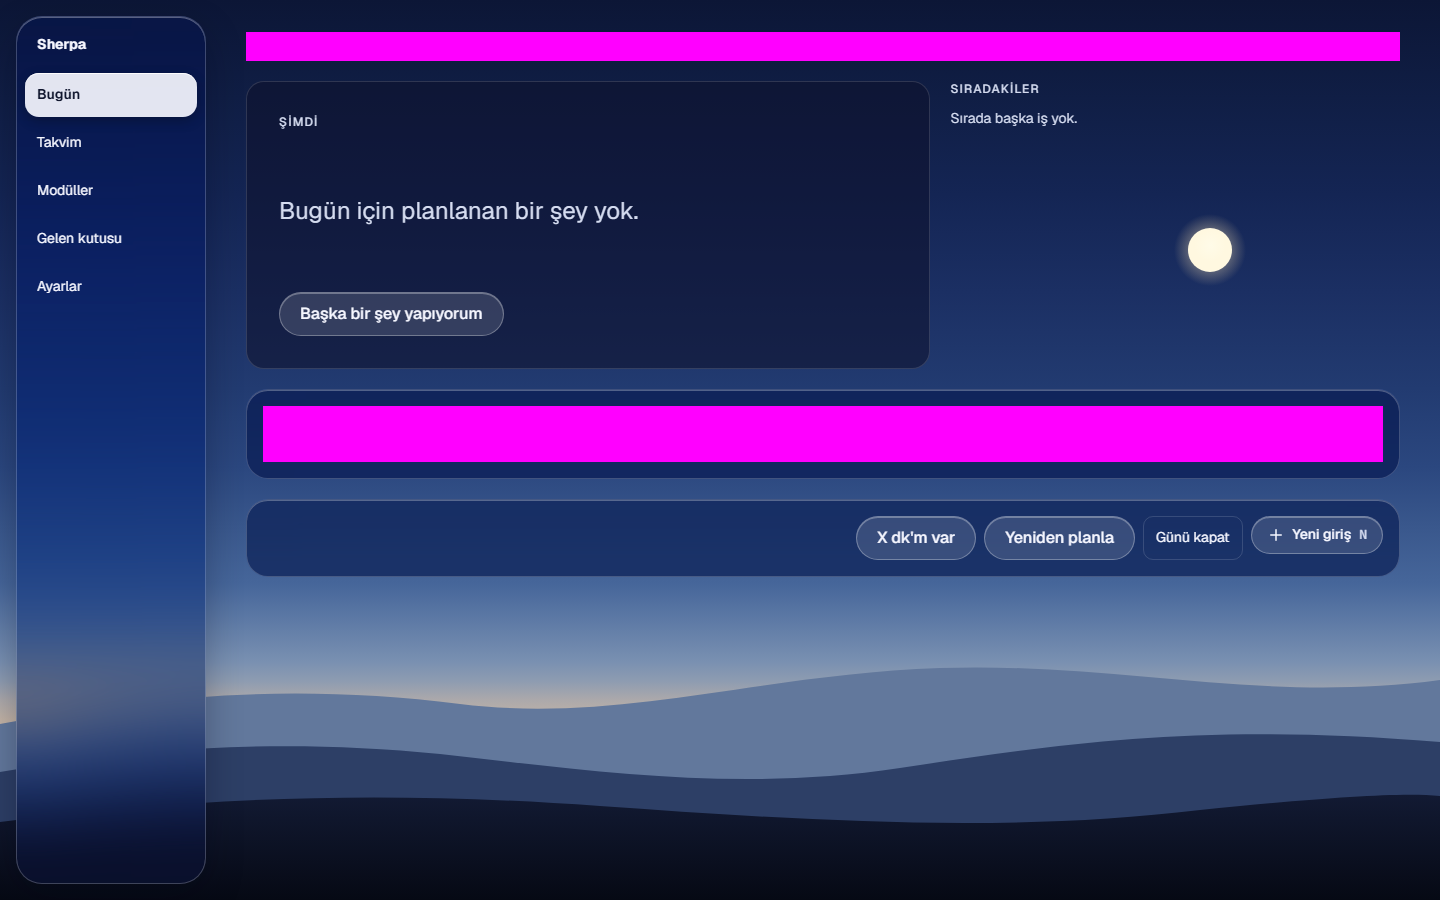 Sherpa
Bugün
Takvim
Modüller
Gelen kutusu
Ayarlar
ŞİMDİ
Bugün için planlanan bir şey yok.
Başka bir şey yapıyorum
SIRADAKİLER
Sırada başka iş yok.
X dk'm var
Yeniden planla
Günü kapat
Yeni giriş N